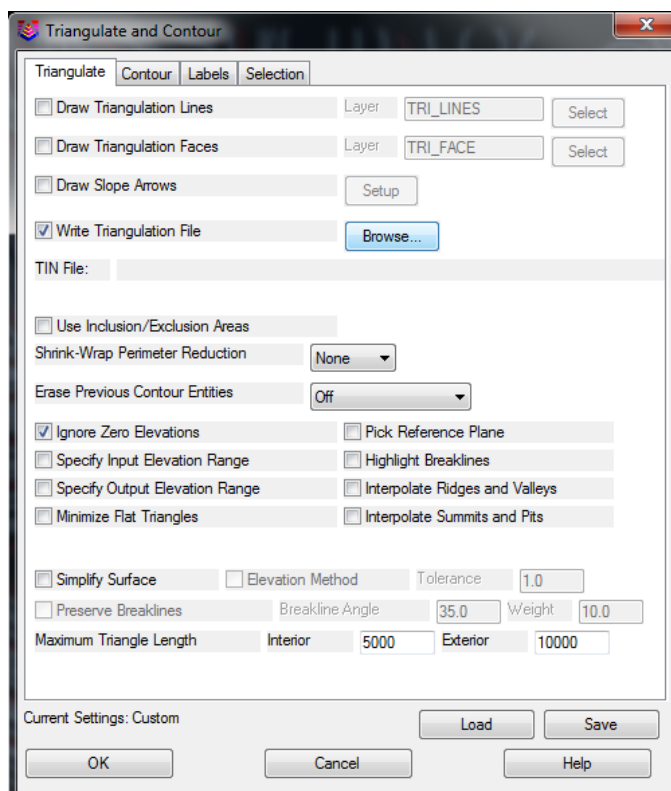 Triangulate and Contour
Triangulate Contour Labels Selection
Draw Triangulation Lines Layer TRI_LINES Select
Draw Triangulation Faces Layer TRI_FACE Select
Draw Slope Arrows Setup
Write Triangulation File Browse...
TIN File:
Use Inclusion/Exclusion Areas
Shrink-Wrap Perimeter Reduction None
Erase Previous Contour Entities Off
Ignore Zero Elevations Pick Reference Plane
Specify Input Elevation Range Highlight Breaklines
Specify Output Elevation Range Interpolate Ridges and Valleys
Minimize Flat Triangles Interpolate Summits and Pits
Simplify Surface Elevation Method Tolerance 1.0
Preserve Breaklines Breakline Angle 35.0 Weight 10.0
Maximum Triangle Length Interior 5000 Exterior 10000
Current Settings: Custom Load Save
OK Cancel Help